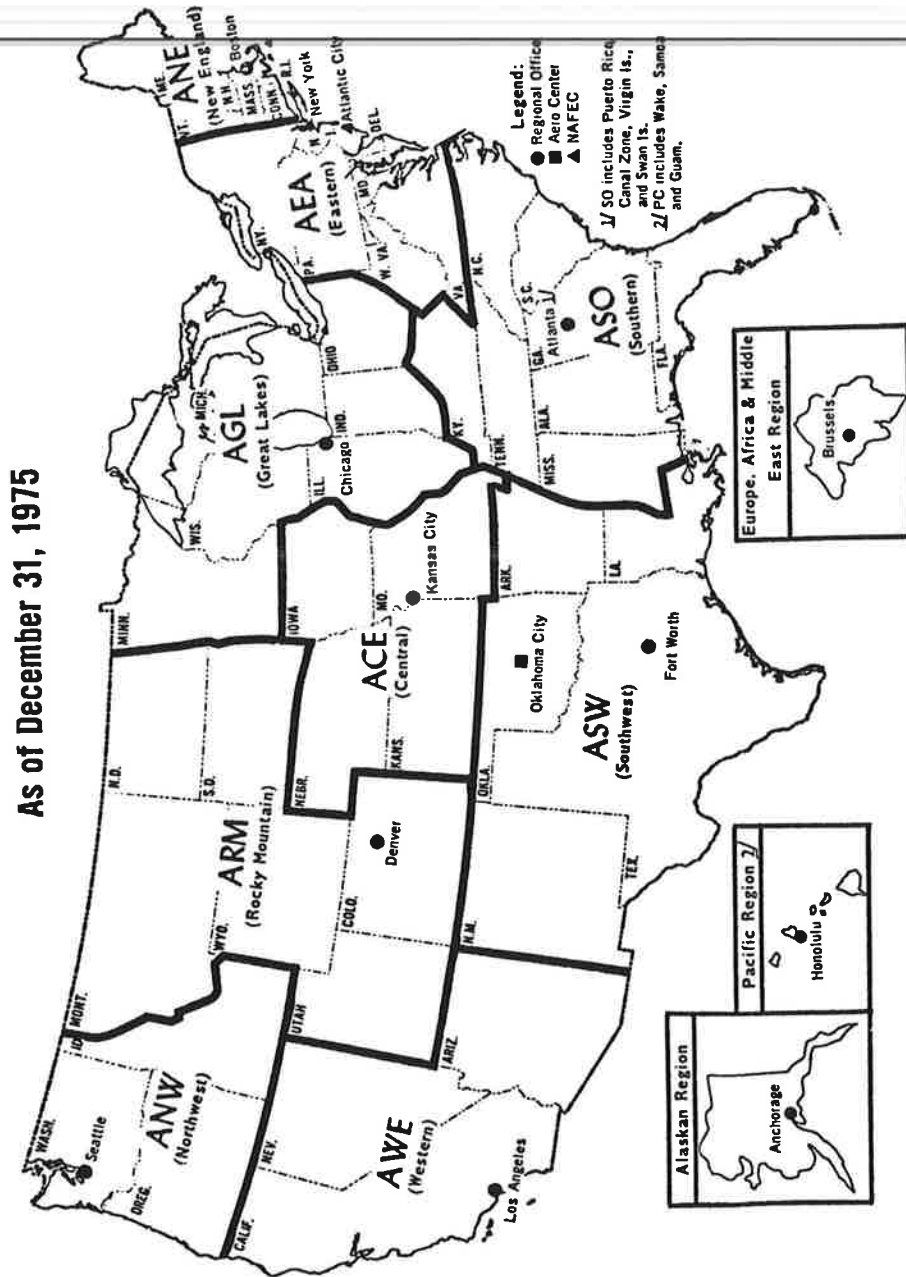 As of December 31, 1975
WASH.
Seattle
OREG.
ANW
(Northwest)
ID.
MONT.
N.D.
MINN.
S.D.
WYO.
ARM
(Rocky Mountain)
NEBR.
IOWA
WIS.
MICH.
AGL
(Great Lakes)
ILL.
IND.
OHIO
Chicago
CALIF.
NEV.
UTAH
COLO.
Denver
KANS.
MO.
ACE
(Central)
Kansas City
AWE
(Western)
Los Angeles
ARIZ.
N.M.
OKLA.
Oklahoma City
TEX.
ASW
(Southwest)
Fort Worth
ARK.
LA.
KY.
TENN.
MISS.
ALA.
GA.
Atlanta 1/
S.C.
N.C.
FLA.
ASO
(Southern)
VA.
W. VA.
MD.
DEL.
PA.
N.Y.
N.
J.
AEA
(Eastern)
New York
Atlantic City
ME.
VT.
ANE
(New England)
N.H.
Boston
MASS.
CONN.
R.I.
Legend:
Regional Office
Aero Center
NAFEC
1/ SO includes Puerto Rico,
Canal Zone, Virgin Is.,
and Swan Is.
2/ PC includes Wake, Samoa
and Guam.
Alaskan Region
Anchorage
Pacific Region 2/
Honolulu
Europe, Africa & Middle
East Region
Brussels